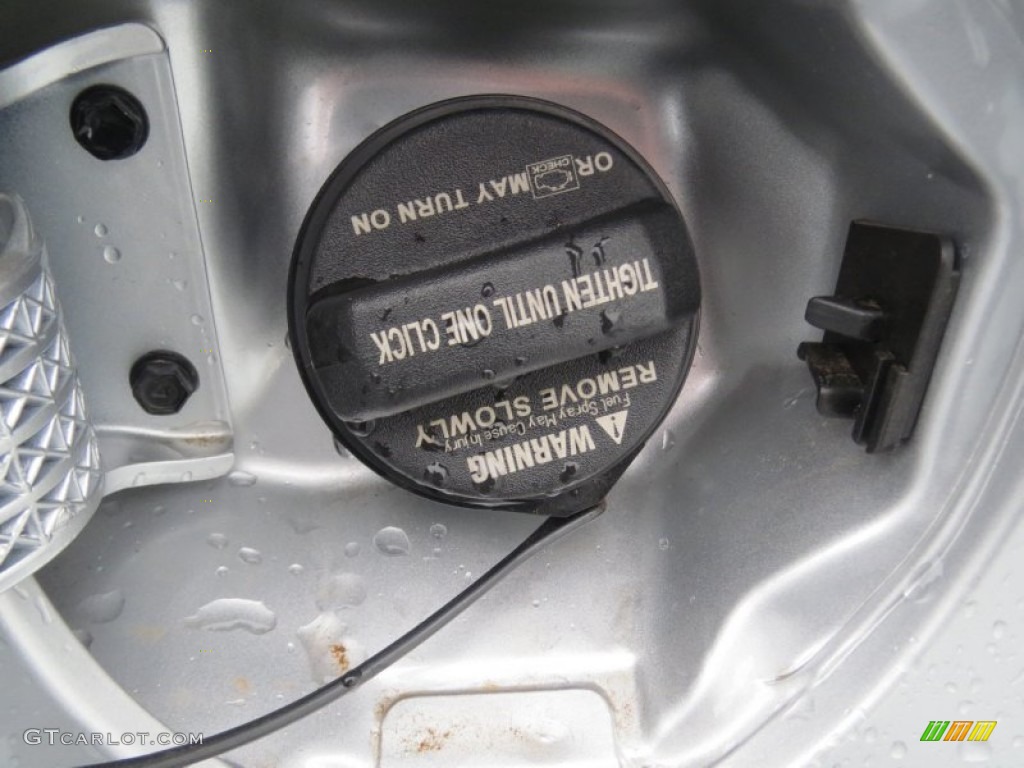 WARNING
Fuel Spray May Cause Injury
REMOVE SLOWLY
TIGHTEN UNTIL ONE CLICK
OR CHECK MAY TURN ON
GTCARLOT.COM